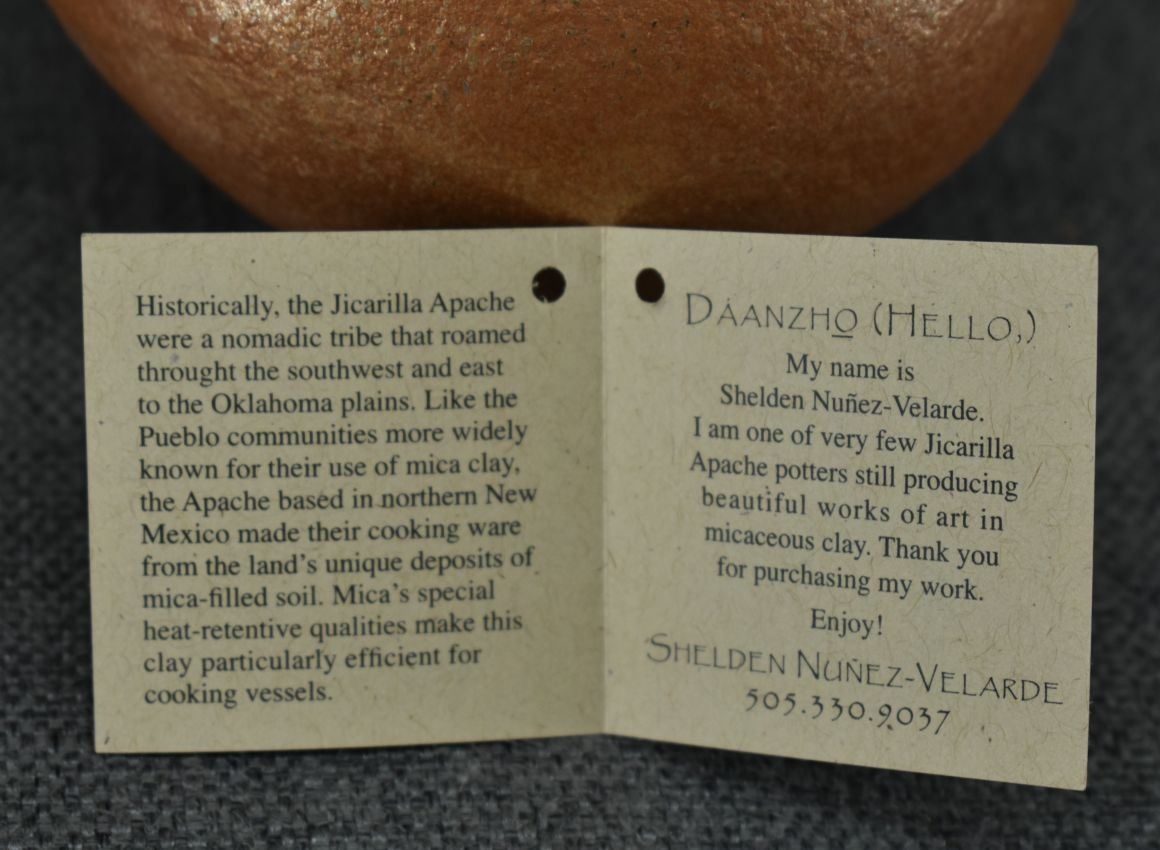 Historically, the Jicarilla Apache
were a nomadic tribe that roamed
throught the southwest and east
to the Oklahoma plains. Like the
Pueblo communities more widely
known for their use of mica clay,
the Apache based in northern New
Mexico made their cooking ware
from the land's unique deposits of
mica-filled soil. Mica's special
heat-retentive qualities make this
clay particularly efficient for
cooking vessels.
DÁANZHO̲ (HELLO,)
My name is
Shelden Nuñez-Velarde.
I am one of very few Jicarilla
Apache potters still producing
beautiful works of art in
micaceous clay. Thank you
for purchasing my work.
Enjoy!
SHELDEN NUÑEZ-VELARDE
505.330.9037